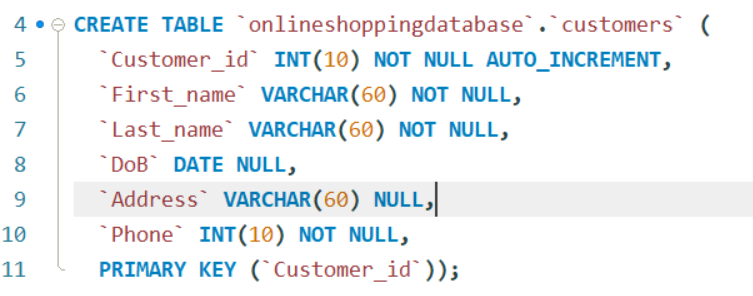 4 CREATE TABLE `onlineshoppingdatabase`.`customers` (
5 `Customer_id` INT(10) NOT NULL AUTO_INCREMENT,
6 `First_name` VARCHAR(60) NOT NULL,
7 `Last_name` VARCHAR(60) NOT NULL,
8 `DoB` DATE NULL,
9 `Address` VARCHAR(60) NULL,
10 `Phone` INT(10) NOT NULL,
11 PRIMARY KEY (`Customer_id`));